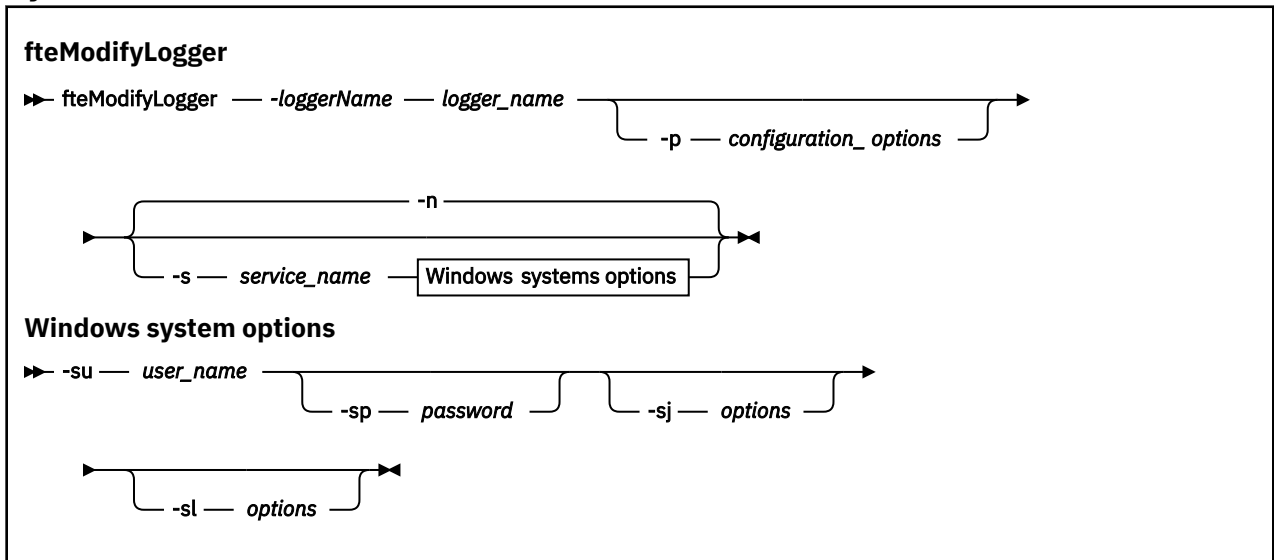 fteModifyLogger
fteModifyLogger -loggerName logger_name
-p configuration_ options
-n
-s service_name Windows systems options
Windows system options
-su user_name
-sp password -sj options
-sl options